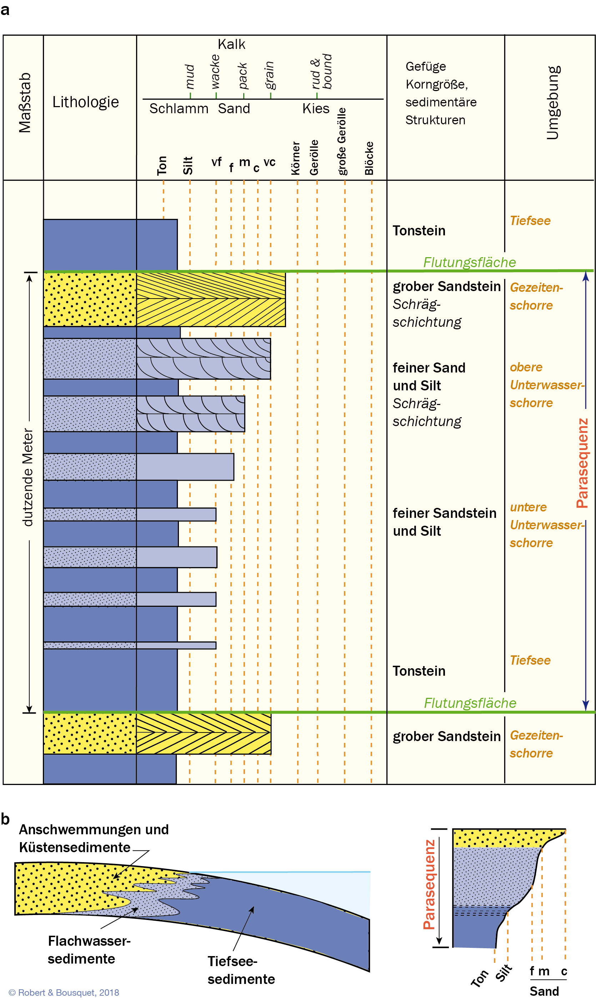 a
Maßstab
Lithologie
Kalk
mud
wacke
pack
grain
rud &
bound
Schlamm
Sand
Kies
Ton
Silt
vf
f
m
c
vc
Körner
Gerölle
große Gerölle
Blöcke
Gefüge
Korngröße,
sedimentäre
Strukturen
Umgebung
Tonstein
Tiefsee
Flutungsfläche
grober Sandstein
Schräg-
schichtung
Gezeiten-
schorre
feiner Sand
und Silt
Schräg-
schichtung
obere
Unterwasser-
schorre
dutzende Meter
Parasequenz
feiner Sandstein
und Silt
untere
Unterwasser-
schorre
Tonstein
Tiefsee
Flutungsfläche
grober Sandstein
Gezeiten-
schorre
b
Anschwemmungen und
Küstensedimente
Flachwasser-
sedimente
Tiefsee-
sedimente
Parasequenz
Ton
Silt
f m c
Sand
© Robert & Bousquet, 2018